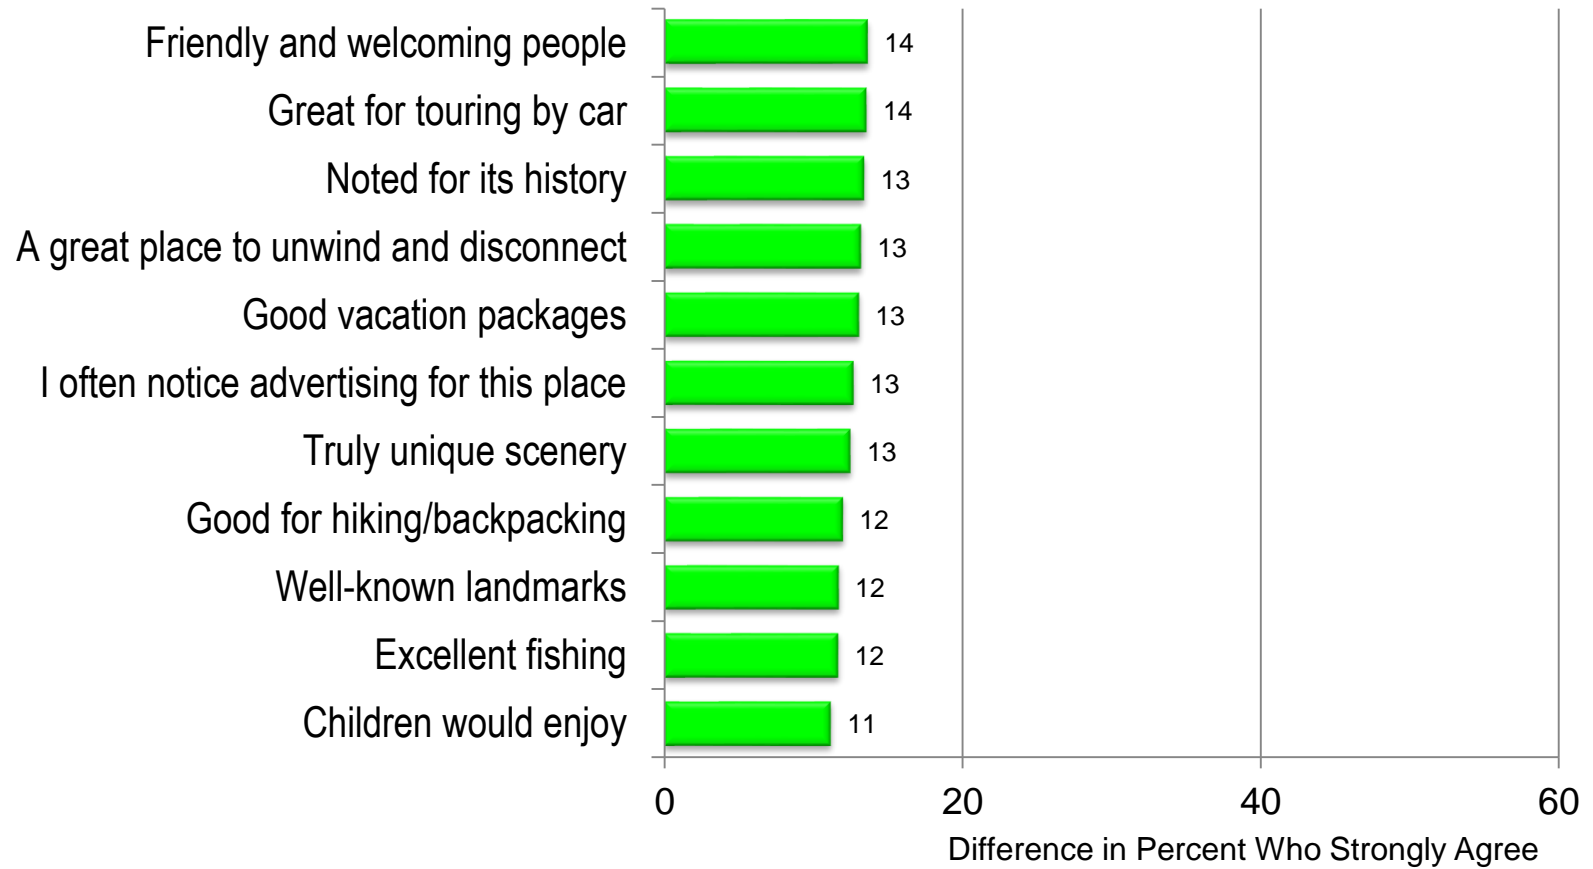 Friendly and welcoming people 14
Great for touring by car 14
Noted for its history 13
A great place to unwind and disconnect 13
Good vacation packages 13
I often notice advertising for this place 13
Truly unique scenery 13
Good for hiking/backpacking 12
Well-known landmarks 12
Excellent fishing 12
Children would enjoy 11
0 20 40 60
Difference in Percent Who Strongly Agree